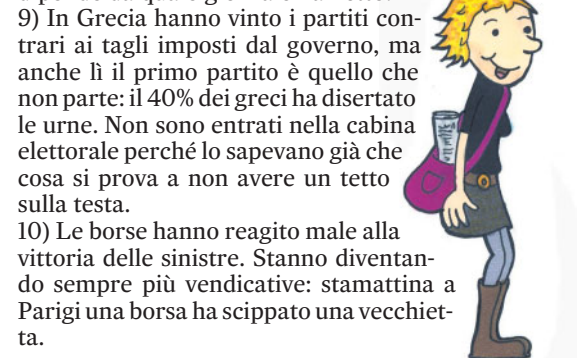 9) In Grecia hanno vinto i partiti con-
trari ai tagli imposti dal governo, ma
anche lì il primo partito è quello che
non parte: il 40% dei greci ha disertato
le urne. Non sono entrati nella cabina
elettorale perché lo sapevano già che
cosa si prova a non avere un tetto
sulla testa.
10) Le borse hanno reagito male alla
vittoria delle sinistre. Stanno diventan-
do sempre più vendicative: stamattina a
Parigi una borsa ha scippato una vecchiet-
ta.